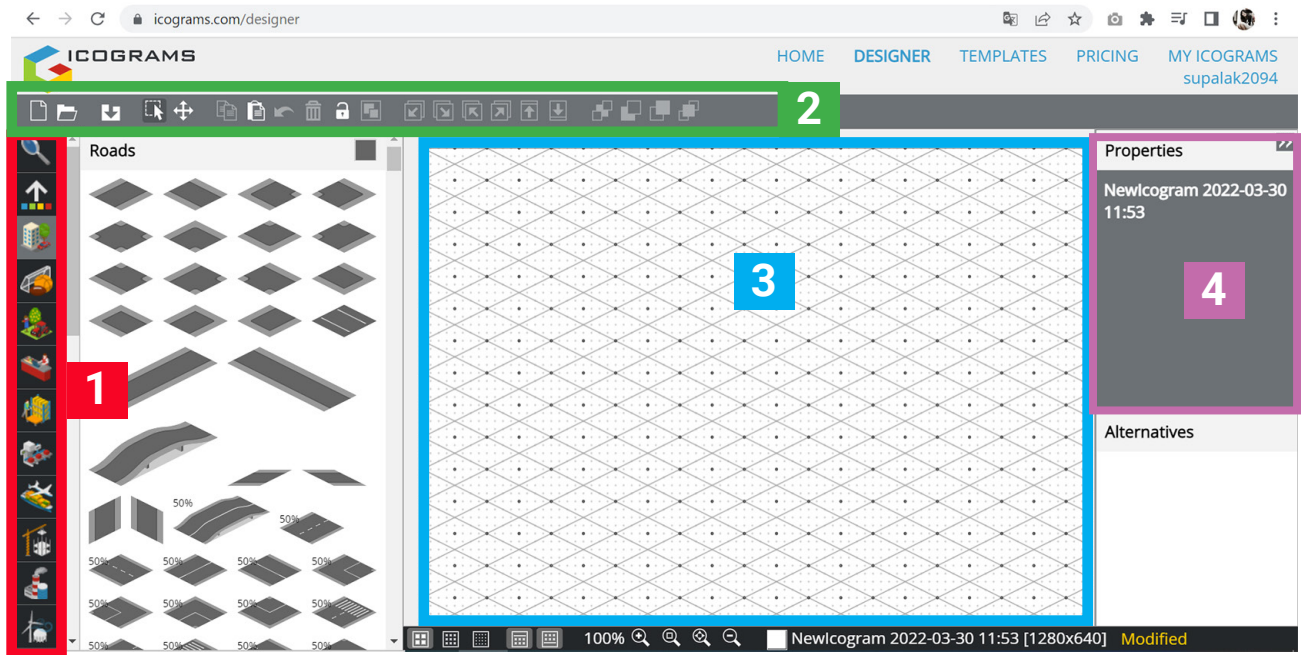 icograms.com/designer
ICOGRAMS
HOME DESIGNER TEMPLATES PRICING MY ICOGRAMS
supalak2094
2
Roads
Properties
NewIcogram 2022-03-30
11:53
3
4
1
Alternatives
50%
50%
50% 50% 50% 50%
50% 50% 50% 50%
50% 50% 50% 50%
100% NewIcogram 2022-03-30 11:53 [1280x640] Modified